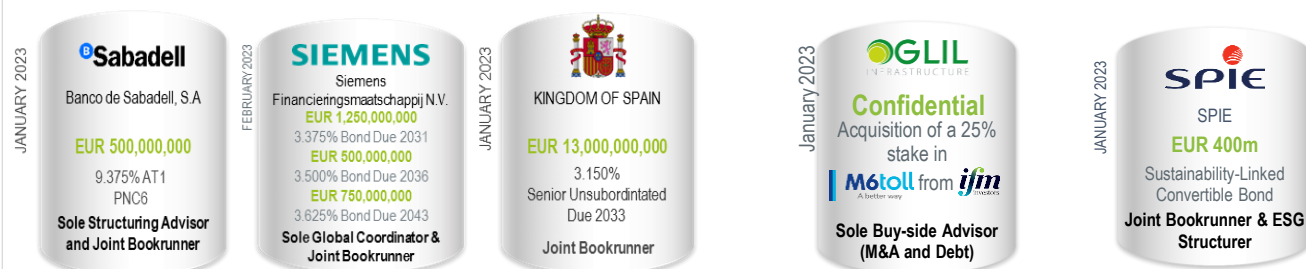 JANUARY 2023
Sabadell
Banco de Sabadell, S.A
EUR 500,000,000
9.375% AT1
PNC6
Sole Structuring Advisor
and Joint Bookrunner
FEBRUARY 2023
SIEMENS
Siemens
Financieringsmaatschappij N.V.
EUR 1,250,000,000
3.375% Bond Due 2031
EUR 500,000,000
3.500% Bond Due 2036
EUR 750,000,000
3.625% Bond Due 2043
Sole Global Coordinator &
Joint Bookrunner
JANUARY 2023
KINGDOM OF SPAIN
EUR 13,000,000,000
3.150%
Senior Unsubordintated
Due 2033
Joint Bookrunner
January 2023
GLIL
INFRASTRUCTURE
Confidential
Acquisition of a 25%
stake in
M6toll from ifm
A better way investors
Sole Buy-side Advisor
(M&A and Debt)
JANUARY 2023
SPIE
SPIE
EUR 400m
Sustainability-Linked
Convertible Bond
Joint Bookrunner & ESG
Structurer